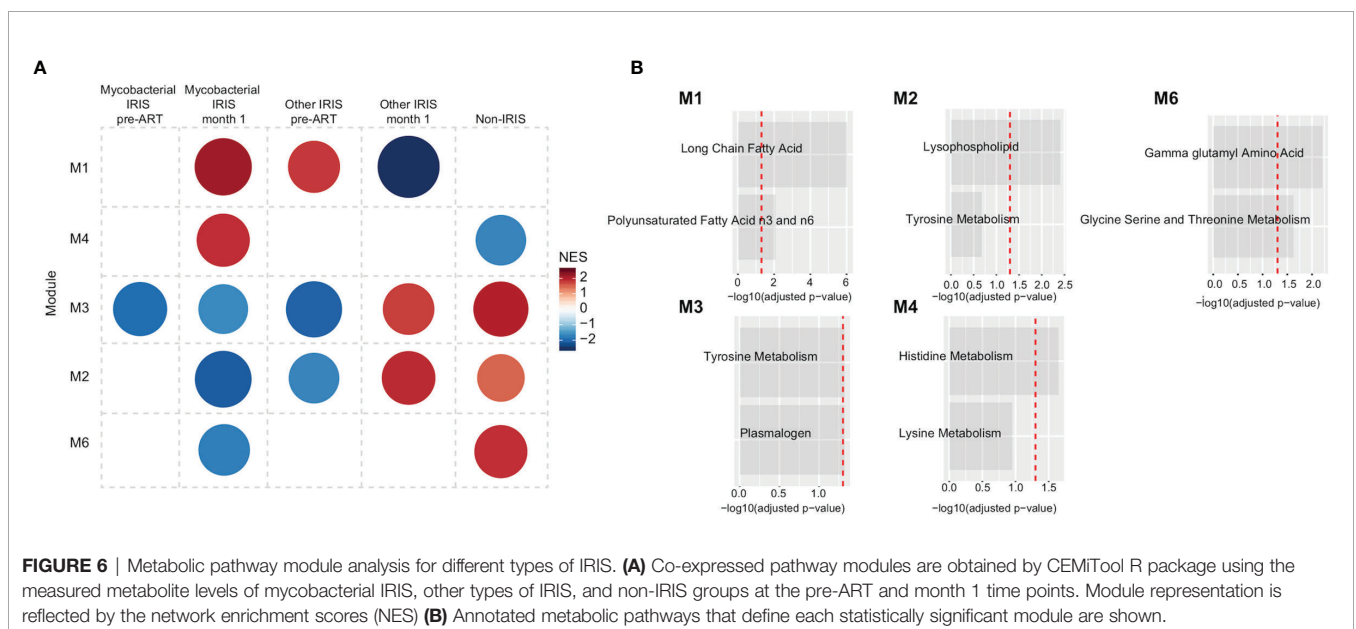 A
Mycobacterial
IRIS
pre-ART
Mycobacterial
IRIS
month 1
Other IRIS
pre-ART
Other IRIS
month 1
Non-IRIS
Module
M1
M4
M3
M2
M6
NES
2
1
0
−1
−2
B
M1
Long Chain Fatty Acid
Polyunsaturated Fatty Acid n3 and n6
0 2 4 6
−log10(adjusted p−value)
M2
Lysophospholipid
Tyrosine Metabolism
0.0 0.5 1.0 1.5 2.0 2.5
−log10(adjusted p−value)
M6
Gamma glutamyl Amino Acid
Glycine Serine and Threonine Metabolism
0.0 0.5 1.0 1.5 2.0
−log10(adjusted p−value)
M3
Tyrosine Metabolism
Plasmalogen
0.0 0.5 1.0
−log10(adjusted p−value)
M4
Histidine Metabolism
Lysine Metabolism
0.0 0.5 1.0 1.5
−log10(adjusted p−value)
FIGURE 6 | Metabolic pathway module analysis for different types of IRIS. (A) Co-expressed pathway modules are obtained by CEMiTool R package using the
measured metabolite levels of mycobacterial IRIS, other types of IRIS, and non-IRIS groups at the pre-ART and month 1 time points. Module representation is
reflected by the network enrichment scores (NES) (B) Annotated metabolic pathways that define each statistically significant module are shown.